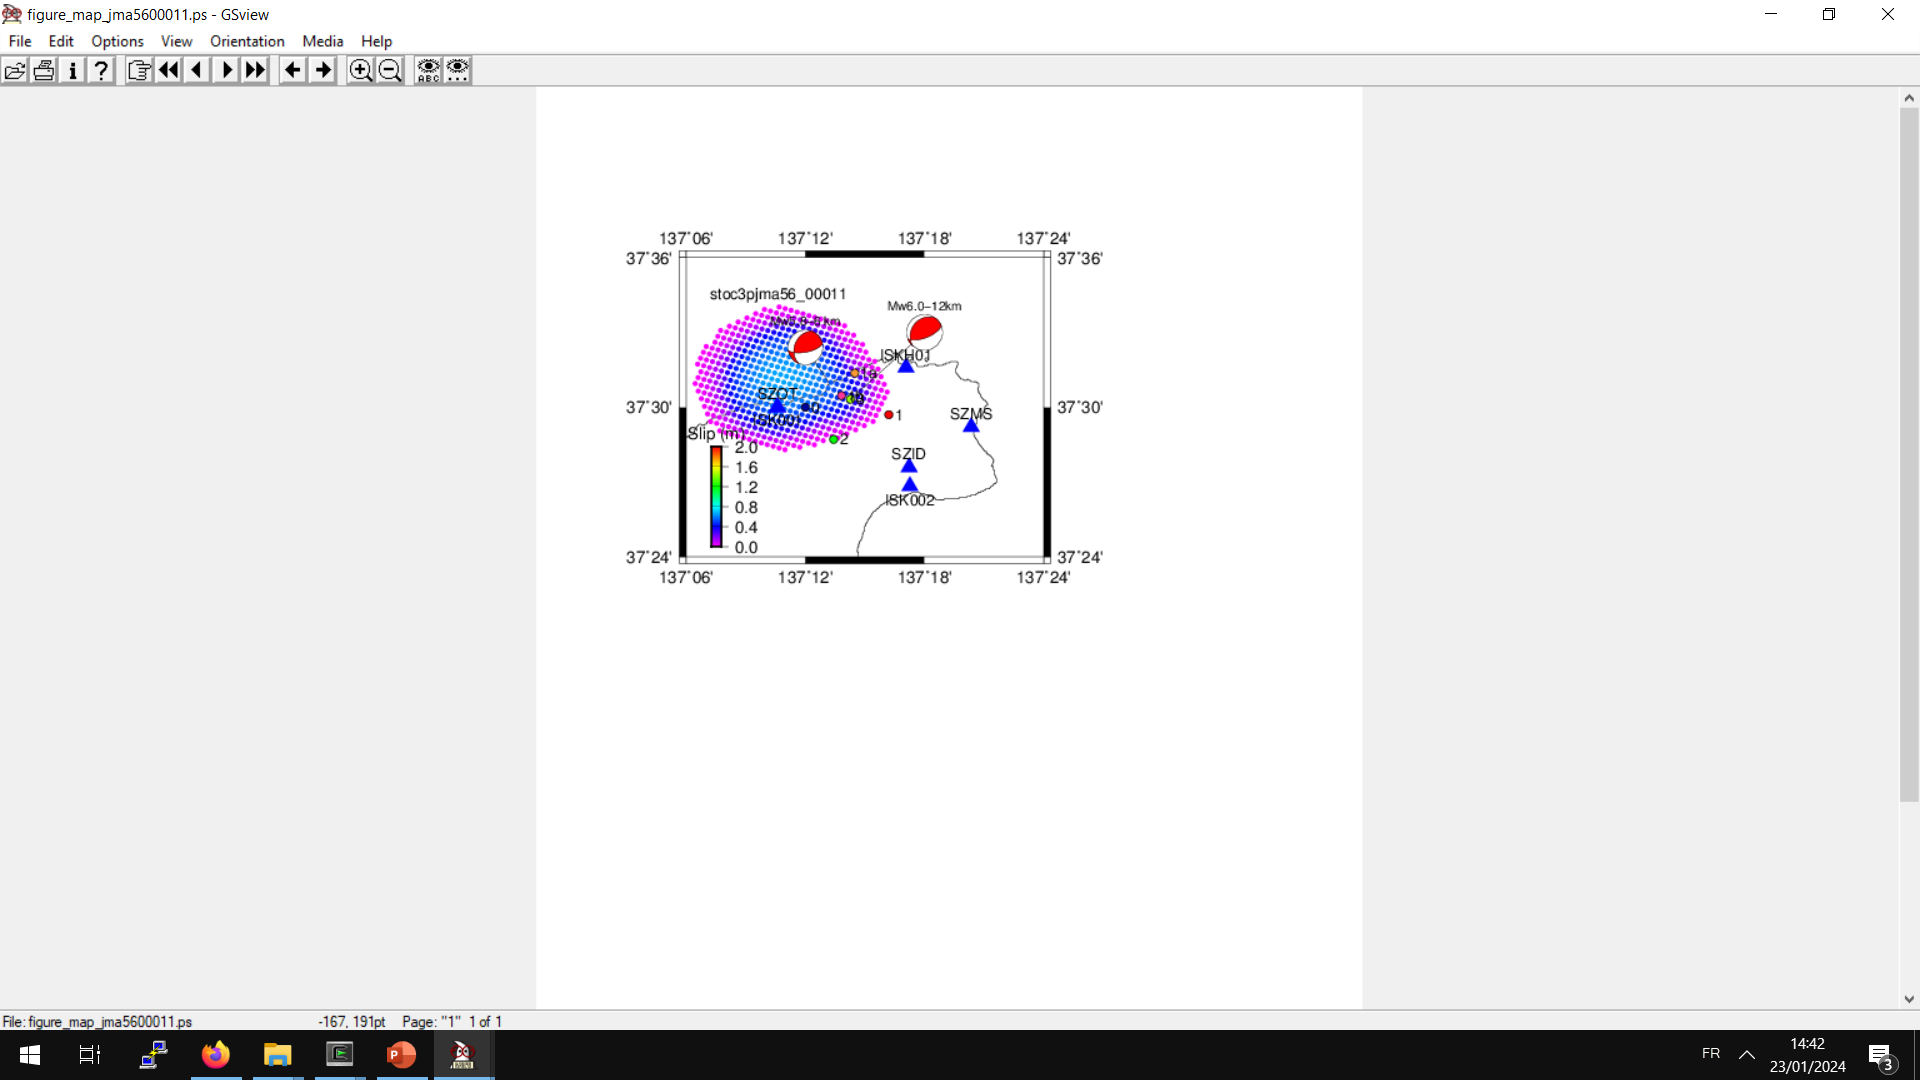 figure_map_jma5600011.ps - GSview
File Edit Options View Orientation Media Help
137°06' 137°12' 137°18' 137°24'
37°36' 37°36'
stoc3pjma56_00011
Mw6.0-12km
ISKH01
SZOT
37°30' 37°30'
0
1
SZMS
ISK001
Slip (m)
2
2.0
SZID
1.6
1.2
ISK002
0.8
0.4
0.0
37°24' 37°24'
137°06' 137°12' 137°18' 137°24'
File: figure_map_jma5600011.ps -167, 191pt Page: "1" 1 of 1
FR
14:42
23/01/2024
3